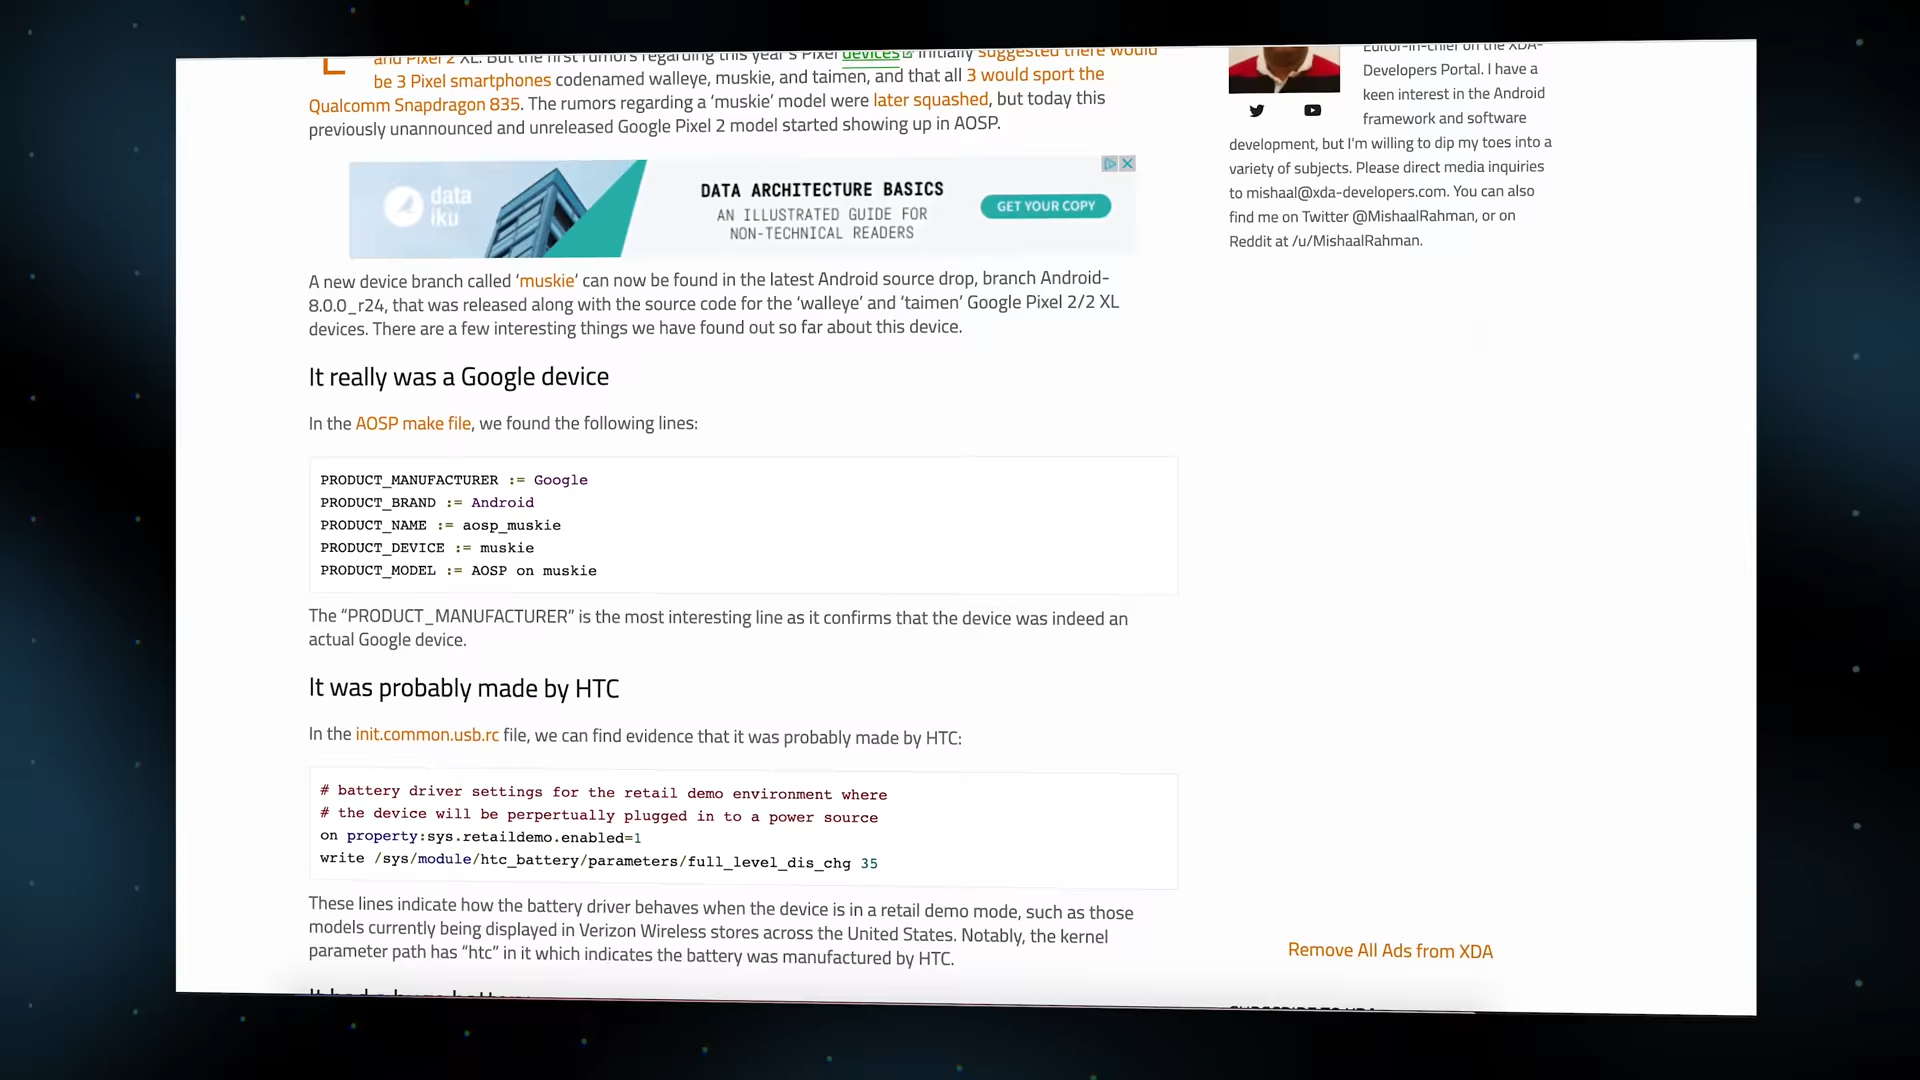 and Pixel 2 XL. But the first rumors regarding this year's Pixel devices initially suggested there would
be 3 Pixel smartphones codenamed walleye, muskie, and taimen, and that all 3 would sport the
Qualcomm Snapdragon 835. The rumors regarding a ‘muskie’ model were later squashed, but today this
previously unannounced and unreleased Google Pixel 2 model started showing up in AOSP.
data
iku
DATA ARCHITECTURE BASICS
AN ILLUSTRATED GUIDE FOR
NON-TECHNICAL READERS
GET YOUR COPY
A new device branch called ‘muskie‘ can now be found in the latest Android source drop, branch Android-
8.0.0_r24, that was released along with the source code for the ‘walleye’ and ‘taimen’ Google Pixel 2/2 XL
devices. There are a few interesting things we have found out so far about this device.
It really was a Google device
In the AOSP make file, we found the following lines:
PRODUCT_MANUFACTURER := Google
PRODUCT_BRAND := Android
PRODUCT_NAME := aosp_muskie
PRODUCT_DEVICE := muskie
PRODUCT_MODEL := AOSP on muskie
The “PRODUCT_MANUFACTURER” is the most interesting line as it confirms that the device was indeed an
actual Google device.
It was probably made by HTC
In the init.common.usb.rc file, we can find evidence that it was probably made by HTC:
# battery driver settings for the retail demo environment where
# the device will be perpertually plugged in to a power source
on property:sys.retaildemo.enabled=1
write /sys/module/htc_battery/parameters/full_level_dis_chg 35
These lines indicate how the battery driver behaves when the device is in a retail demo mode, such as those
models currently being displayed in Verizon Wireless stores across the United States. Notably, the kernel
parameter path has “htc” in it which indicates the battery was manufactured by HTC.
Editor-in-chief on the XDA-
Developers Portal. I have a
keen interest in the Android
framework and software
development, but I'm willing to dip my toes into a
variety of subjects. Please direct media inquiries
to mishaal@xda-developers.com. You can also
find me on Twitter @MishaalRahman, or on
Reddit at /u/MishaalRahman.
Remove All Ads from XDA